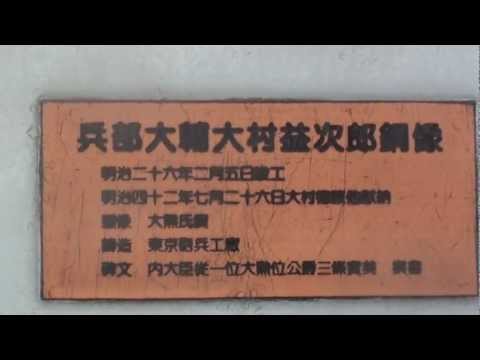 兵部大輔大村益次郎銅像
明治二十六年二月五日竣工
明治四十二年七月二十六日大村
像 大熊氏廣
鋳造 東京砲兵工廠
碑文 内大臣従一位大勲位公爵三條實美